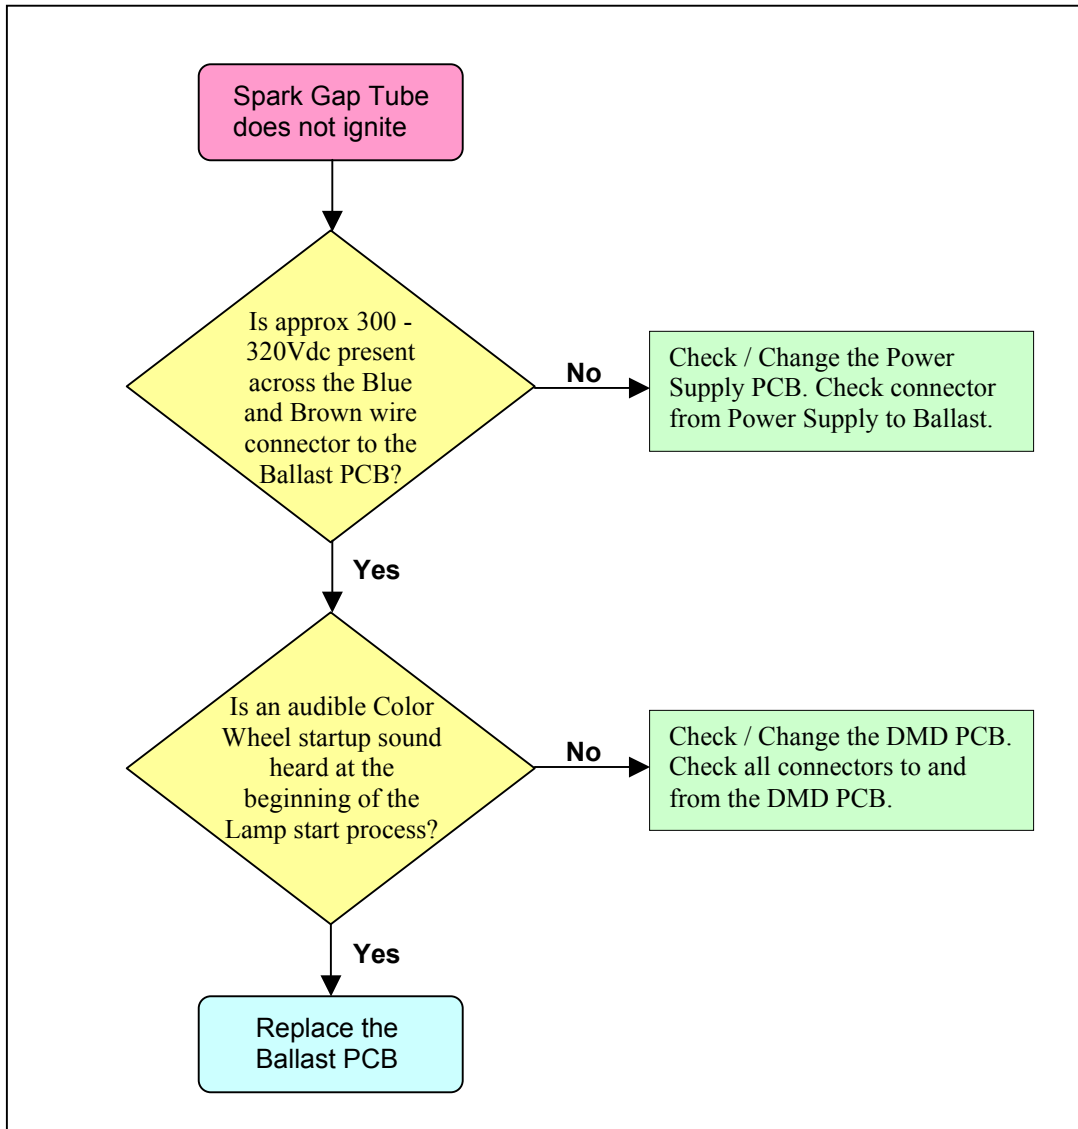 Spark Gap Tube
does not ignite
Is approx 300 -
320Vdc present
across the Blue
and Brown wire
connector to the
Ballast PCB?
No
Check / Change the Power
Supply PCB. Check connector
from Power Supply to Ballast.
Yes
Is an audible Color
Wheel startup sound
heard at the
beginning of the
Lamp start process?
No
Check / Change the DMD PCB.
Check all connectors to and
from the DMD PCB.
Yes
Replace the
Ballast PCB